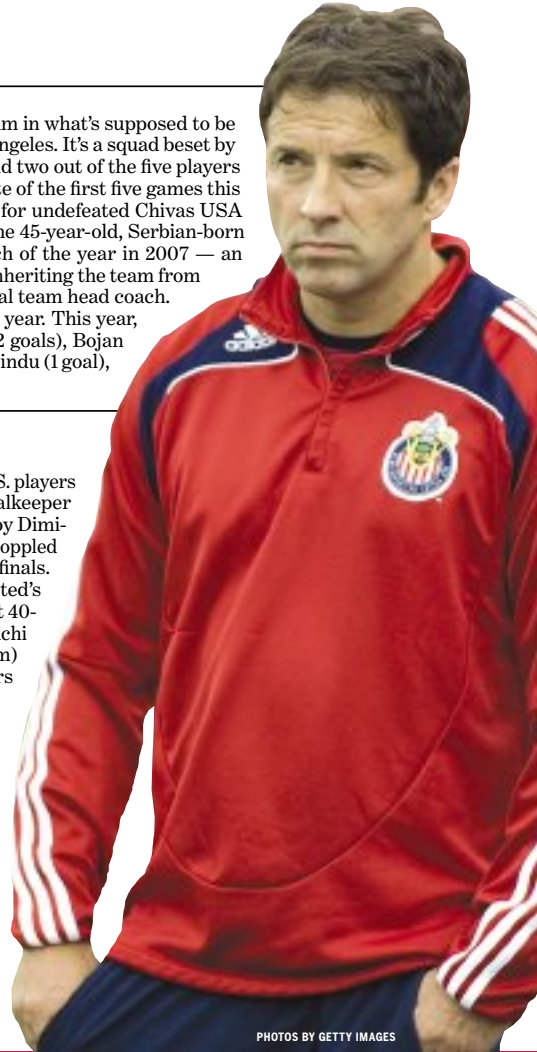 m in what's supposed to be
ngeles. It's a squad beset by
d two out of the five players
e of the first five games this
for undefeated Chivas USA
ne 45-year-old, Serbian-born
ch of the year in 2007 — an
nheriting the team from
al team head coach.
year. This year,
2 goals), Bojan
indu (1 goal),
S. players
alkeeper
by Dimi-
oppled
finals.
ted's
t 40-
chi
m)
rs
adidas
PHOTOS BY GETTY IMAGES